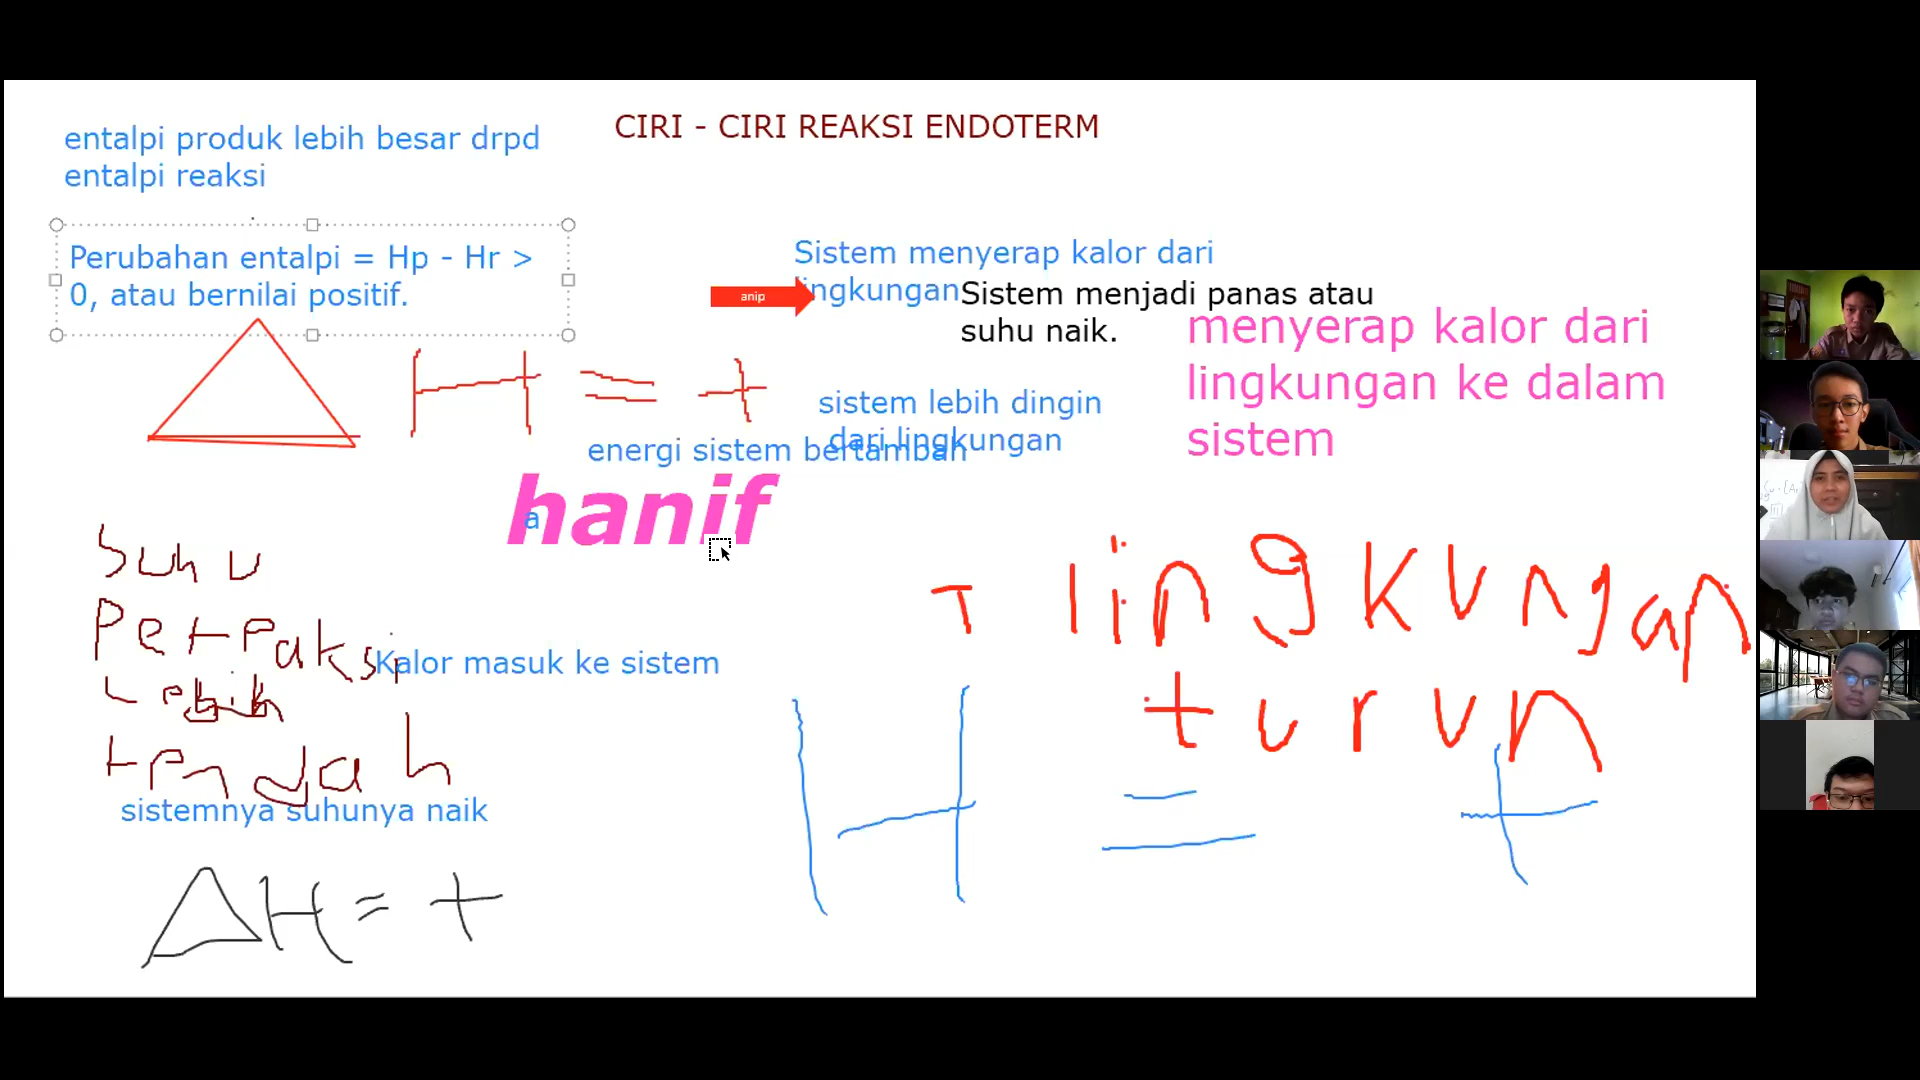 CIRI - CIRI REAKSI ENDOTERM
entalpi produk lebih besar drpd
entalpi reaksi
Perubahan entalpi = Hp - Hr >
0, atau bernilai positif.
Sistem menyerap kalor dari
lingkungan
anip
Sistem menjadi panas atau
suhu naik.
menyerap kalor dari
lingkungan ke dalam
sistem
△ H = +
sistem lebih dingin
dari lingkungan
energi sistem bertambah
hanif
a
Suhu
Pereaksi
Lebih
rendah
T lingkungan
turun
Kalor masuk ke sistem
sistemnya suhunya naik
H = +
△H = +